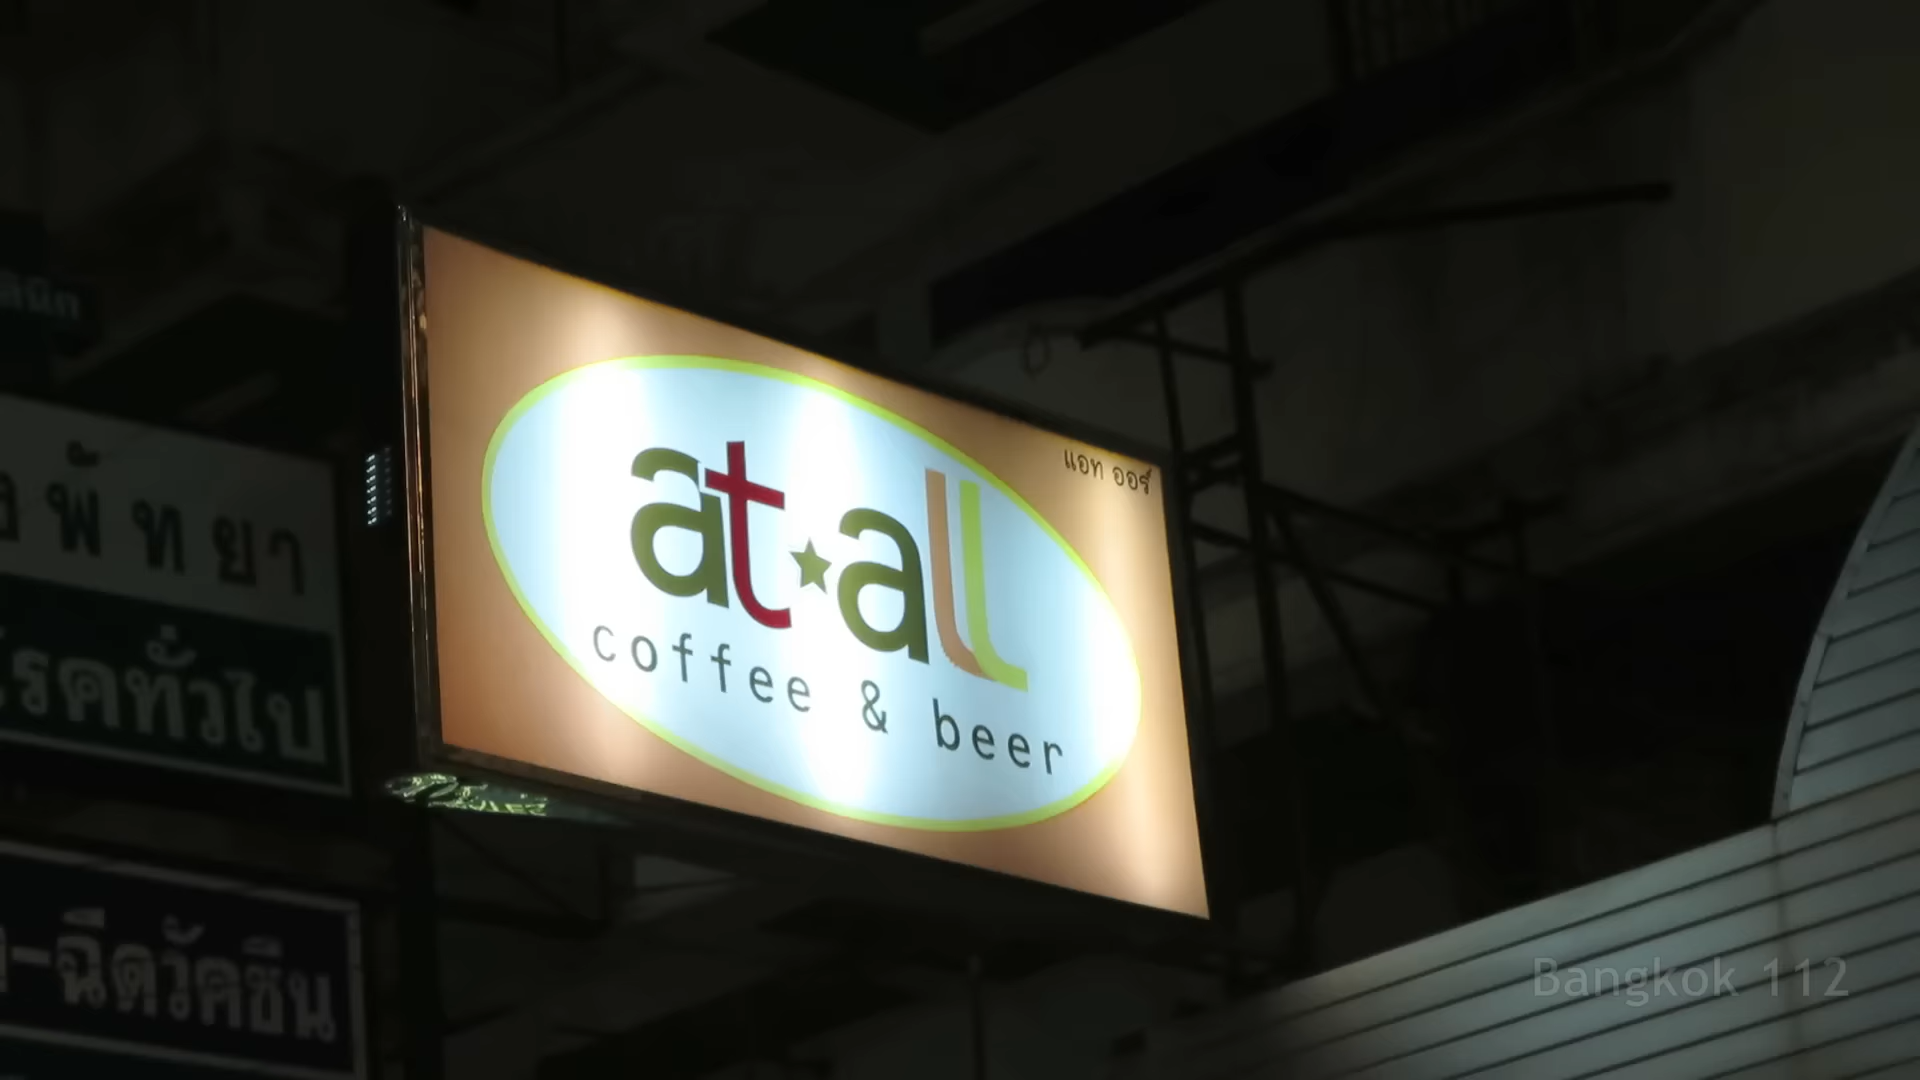 at★all
coffee & beer
แอท ออร์
พัทยา
โรคทั่วไป
-ฉีดวัคซีน
Bangkok 112